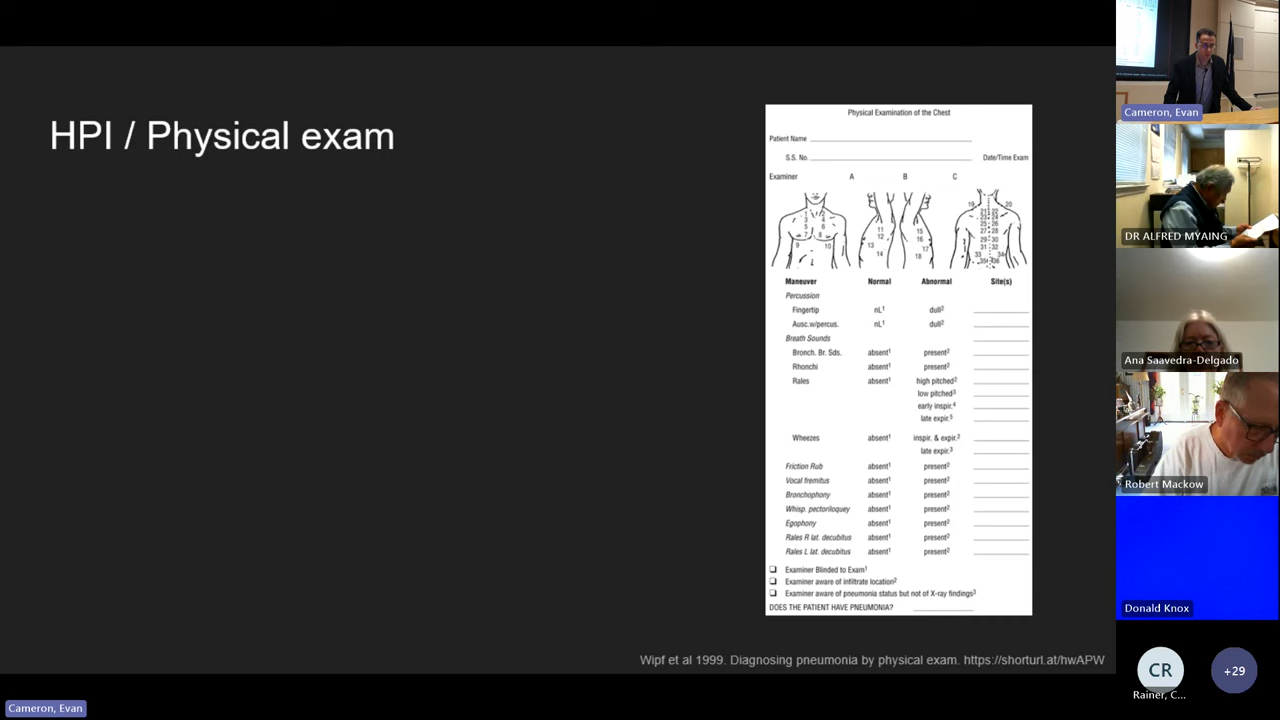 HPI / Physical exam
Physical Examination of the Chest
Patient Name
S.S. No.
Date/Time Exam
Examiner A B C
Maneuver Normal Abnormal Site(s)
Percussion
Fingertip nL¹ dull²
Ausc.w/percus. nL¹ dull²
Breath Sounds
Bronch. Br. Sds. absent¹ present²
Rhonchi absent¹ present²
Rales absent¹ high pitched²
low pitched³
early inspir.⁴
late expir.⁵
Wheezes absent¹ inspir. & expir.²
late expir.³
Friction Rub absent¹ present²
Vocal fremitus absent¹ present²
Bronchophony absent¹ present²
Whisp. pectoriloquey absent¹ present²
Egophony absent¹ present²
Rales R lat. decubitus absent¹ present²
Rales L lat. decubitus absent¹ present²
Examiner Blinded to Exam¹
Examiner aware of infiltrate location²
Examiner aware of pneumonia status but not of X-ray findings³
DOES THE PATIENT HAVE PNEUMONIA?
Wipf et al 1999. Diagnosing pneumonia by physical exam. https://shorturl.at/hwAPW
Cameron, Evan
Cameron, Evan
DR ALFRED MYAING
Ana Saavedra-Delgado
Robert Mackow
Donald Knox
CR
Rainer, C...
+29